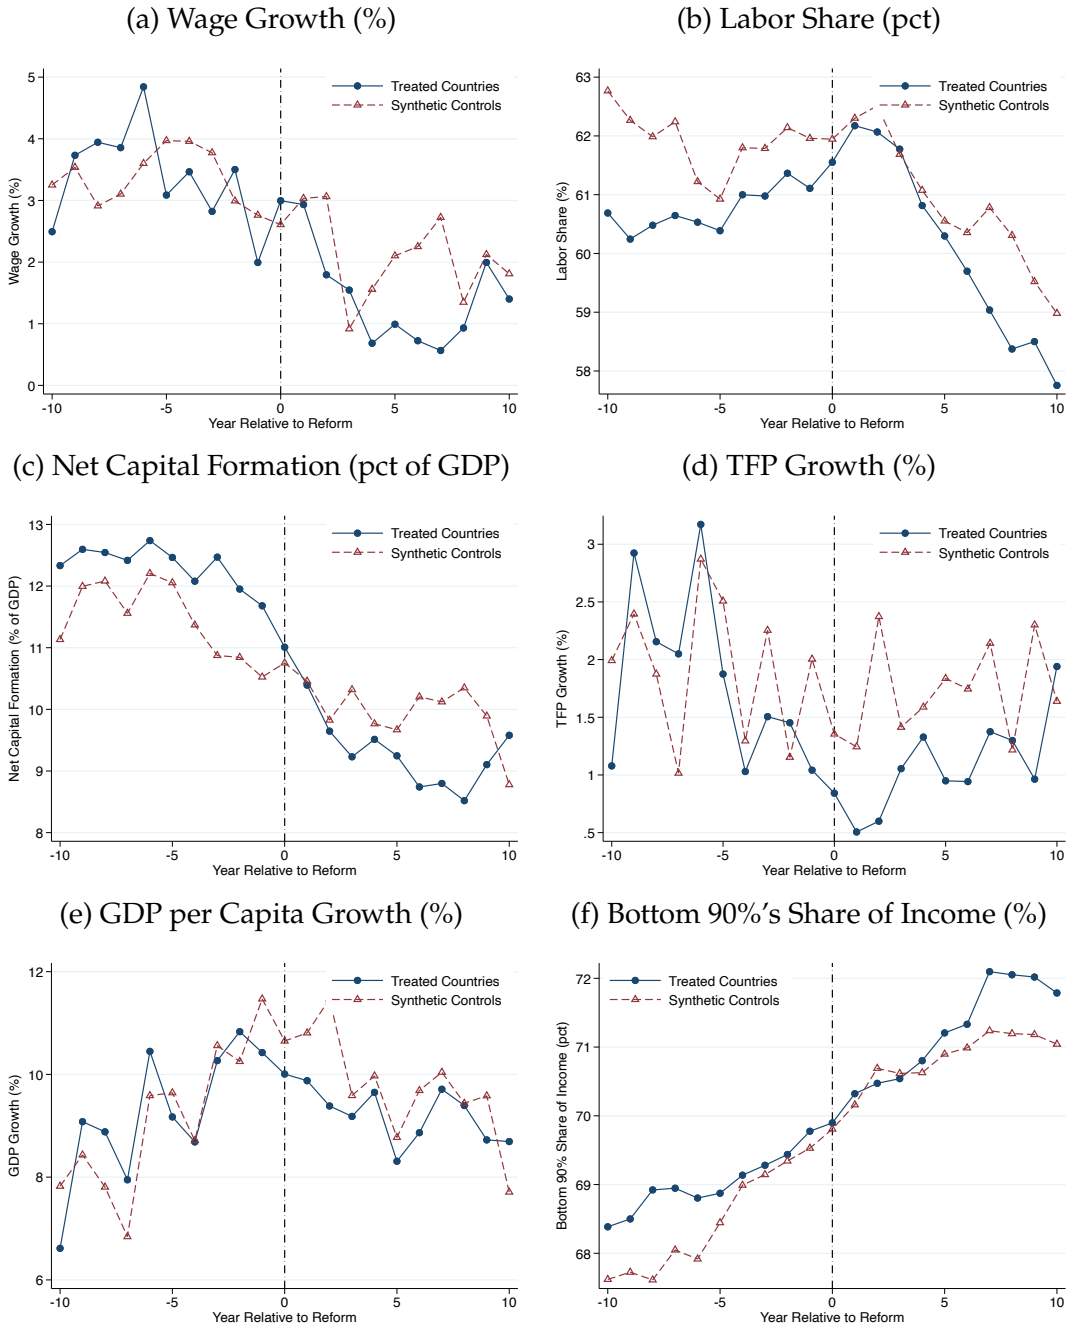 (a) Wage Growth (%)
5
4
3
2
1
0
Wage Growth (%)
-10 -5 0 5 10
Year Relative to Reform
Treated Countries
Synthetic Controls
(b) Labor Share (pct)
63
62
61
60
59
58
Labor Share (%)
-10 -5 0 5 10
Year Relative to Reform
Treated Countries
Synthetic Controls
(c) Net Capital Formation (pct of GDP)
13
12
11
10
9
8
Net Capital Formation (% of GDP)
-10 -5 0 5 10
Year Relative to Reform
Treated Countries
Synthetic Controls
(d) TFP Growth (%)
3
2.5
2
1.5
1
.5
TFP Growth (%)
-10 -5 0 5 10
Year Relative to Reform
Treated Countries
Synthetic Controls
(e) GDP per Capita Growth (%)
12
10
8
6
GDP Growth (%)
-10 -5 0 5 10
Year Relative to Reform
Treated Countries
Synthetic Controls
(f) Bottom 90%'s Share of Income (%)
72
71
70
69
68
Bottom 90% Share of Income (pct)
-10 -5 0 5 10
Year Relative to Reform
Treated Countries
Synthetic Controls